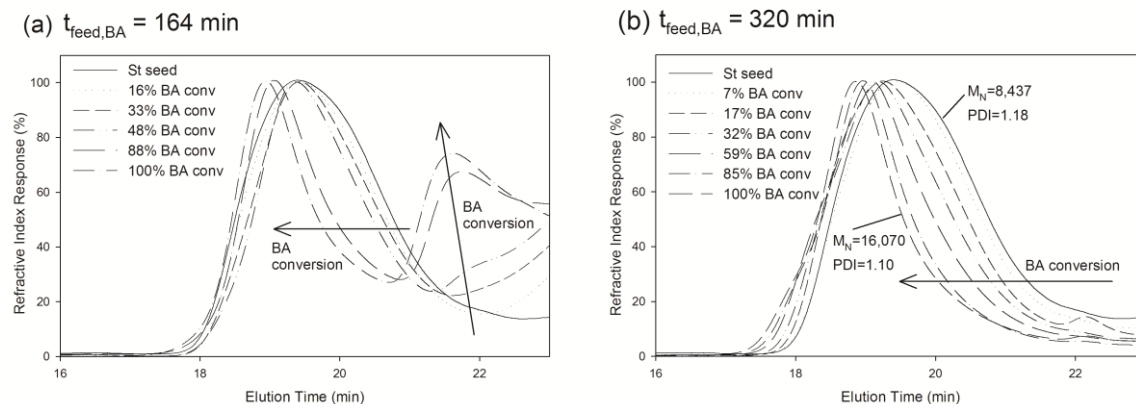 (a) t feed,BA = 164 min
St seed
16% BA conv
33% BA conv
48% BA conv
88% BA conv
100% BA conv
BA
conversion
BA
conversion
Refractive Index Response (%)
100
80
60
40
20
0
16 18 20 22
Elution Time (min)
(b) t feed,BA = 320 min
St seed
7% BA conv
17% BA conv
32% BA conv
59% BA conv
85% BA conv
100% BA conv
MN=8,437
PDI=1.18
MN=16,070
PDI=1.10
BA conversion
Refractive Index Response (%)
100
80
60
40
20
0
16 18 20 22
Elution Time (min)